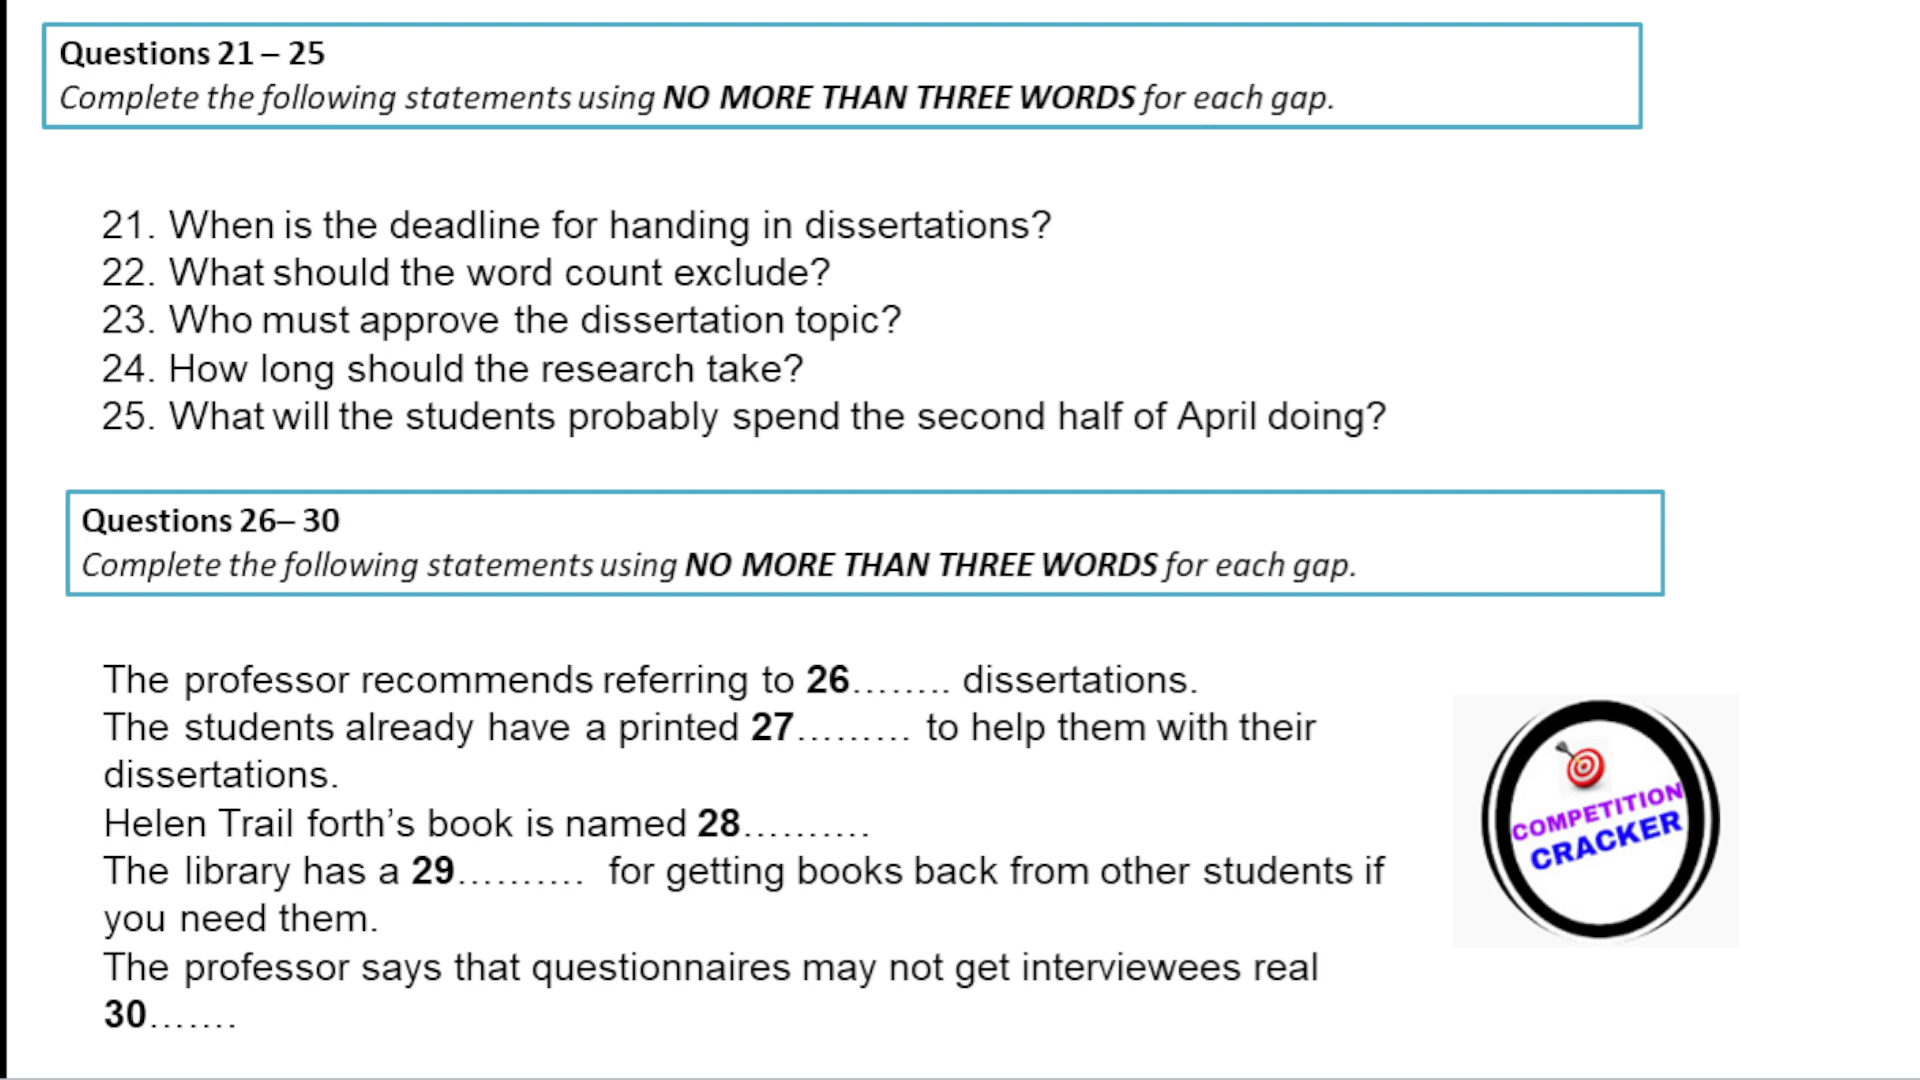 Questions 21 – 25
Complete the following statements using NO MORE THAN THREE WORDS for each gap.
21. When is the deadline for handing in dissertations?
22. What should the word count exclude?
23. Who must approve the dissertation topic?
24. How long should the research take?
25. What will the students probably spend the second half of April doing?
Questions 26– 30
Complete the following statements using NO MORE THAN THREE WORDS for each gap.
The professor recommends referring to 26........ dissertations.
The students already have a printed 27......... to help them with their
dissertations.
Helen Trail forth’s book is named 28..........
The library has a 29.......... for getting books back from other students if
you need them.
The professor says that questionnaires may not get interviewees real
30.......
COMPETITION
CRACKER